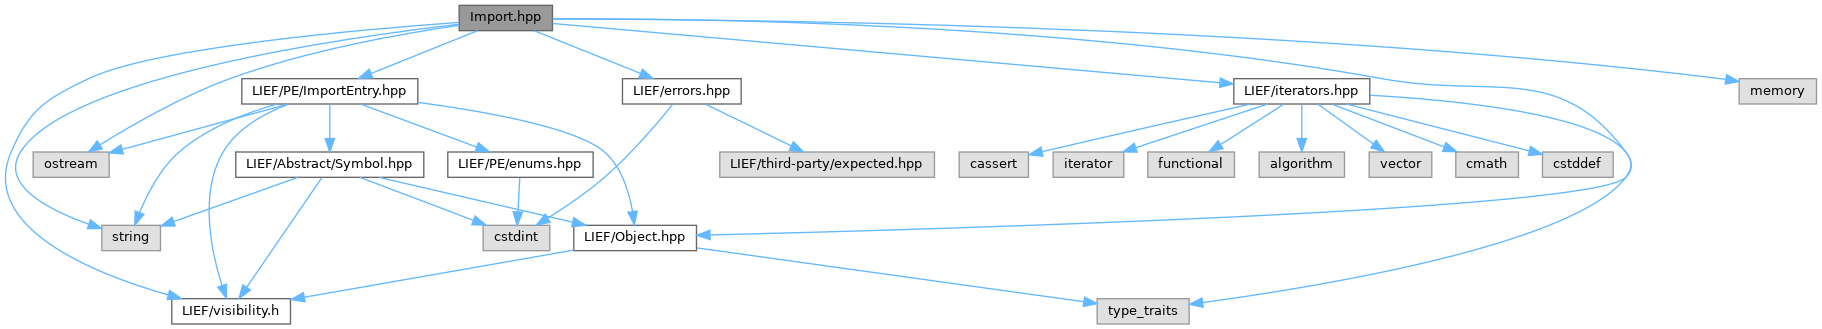 Import.hpp
LIEF/PE/ImportEntry.hpp
LIEF/errors.hpp
LIEF/iterators.hpp
memory
ostream
LIEF/Abstract/Symbol.hpp
LIEF/PE/enums.hpp
LIEF/third-party/expected.hpp
cassert
iterator
functional
algorithm
vector
cmath
cstddef
string
cstdint
LIEF/Object.hpp
LIEF/visibility.h
type_traits